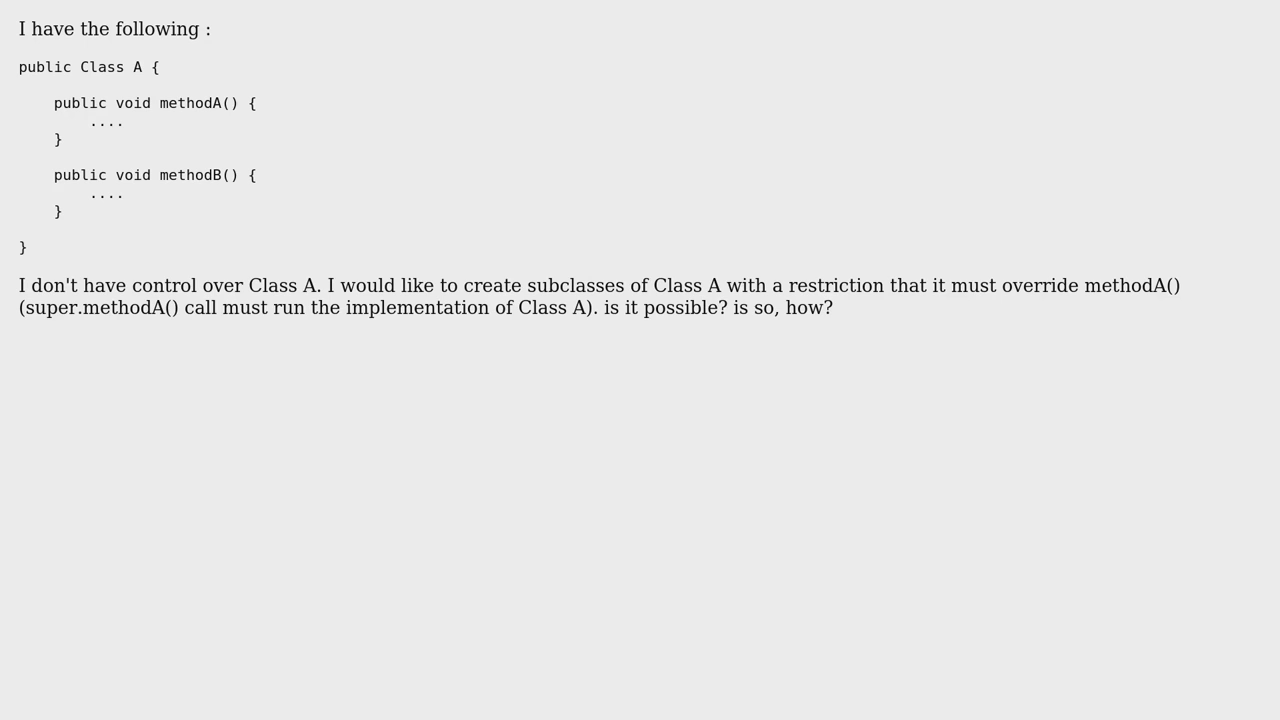 I have the following :
public Class A {
    public void methodA() {
        ....
    }
    public void methodB() {
        ....
    }
}
I don't have control over Class A. I would like to create subclasses of Class A with a restriction that it must override methodA()
(super.methodA() call must run the implementation of Class A). is it possible? is so, how?